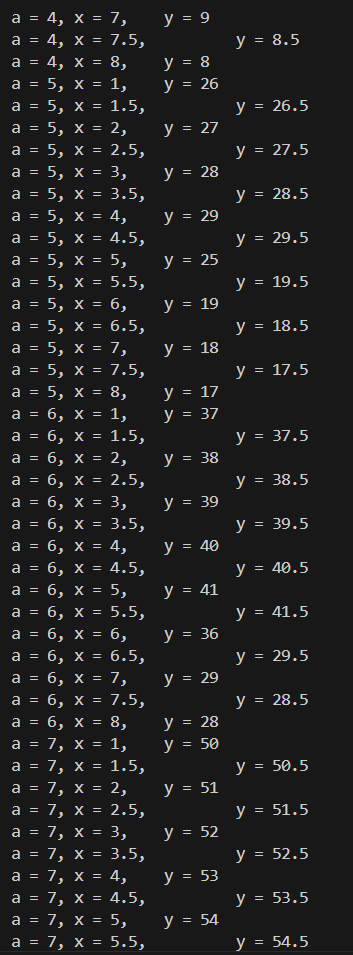 a = 4, x = 7,    y = 9
a = 4, x = 7.5,          y = 8.5
a = 4, x = 8,    y = 8
a = 5, x = 1,    y = 26
a = 5, x = 1.5,          y = 26.5
a = 5, x = 2,    y = 27
a = 5, x = 2.5,          y = 27.5
a = 5, x = 3,    y = 28
a = 5, x = 3.5,          y = 28.5
a = 5, x = 4,    y = 29
a = 5, x = 4.5,          y = 29.5
a = 5, x = 5,    y = 25
a = 5, x = 5.5,          y = 19.5
a = 5, x = 6,    y = 19
a = 5, x = 6.5,          y = 18.5
a = 5, x = 7,    y = 18
a = 5, x = 7.5,          y = 17.5
a = 5, x = 8,    y = 17
a = 6, x = 1,    y = 37
a = 6, x = 1.5,          y = 37.5
a = 6, x = 2,    y = 38
a = 6, x = 2.5,          y = 38.5
a = 6, x = 3,    y = 39
a = 6, x = 3.5,          y = 39.5
a = 6, x = 4,    y = 40
a = 6, x = 4.5,          y = 40.5
a = 6, x = 5,    y = 41
a = 6, x = 5.5,          y = 41.5
a = 6, x = 6,    y = 36
a = 6, x = 6.5,          y = 29.5
a = 6, x = 7,    y = 29
a = 6, x = 7.5,          y = 28.5
a = 6, x = 8,    y = 28
a = 7, x = 1,    y = 50
a = 7, x = 1.5,          y = 50.5
a = 7, x = 2,    y = 51
a = 7, x = 2.5,          y = 51.5
a = 7, x = 3,    y = 52
a = 7, x = 3.5,          y = 52.5
a = 7, x = 4,    y = 53
a = 7, x = 4.5,          y = 53.5
a = 7, x = 5,    y = 54
a = 7, x = 5.5,          y = 54.5